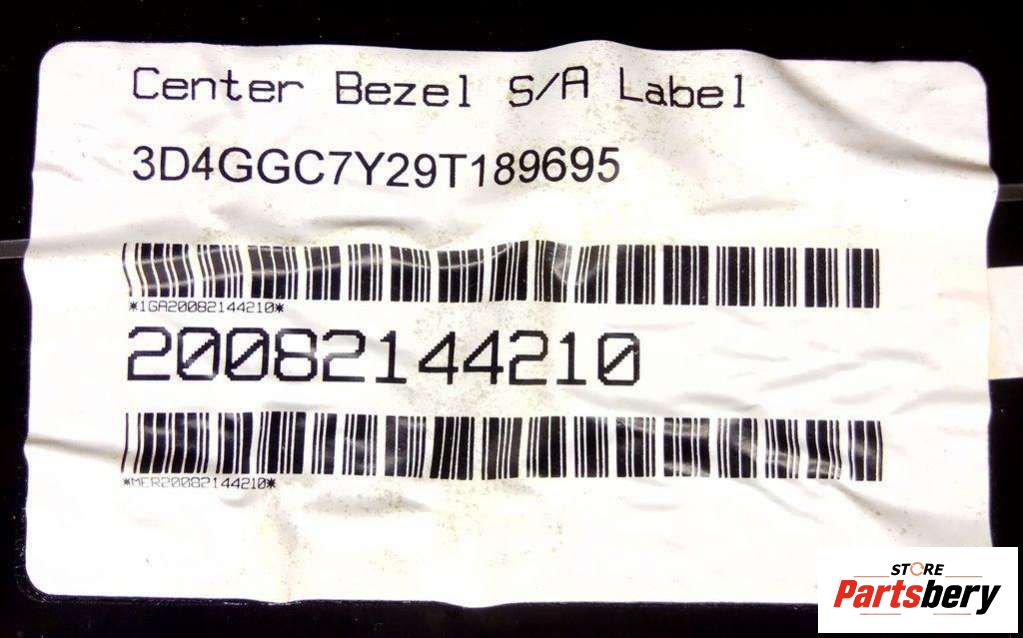 Center Bezel S/A Label
3D4GGC7Y29T189695
*1GA20082144210*
20082144210
*MER20082144210*
STORE
Partsbery